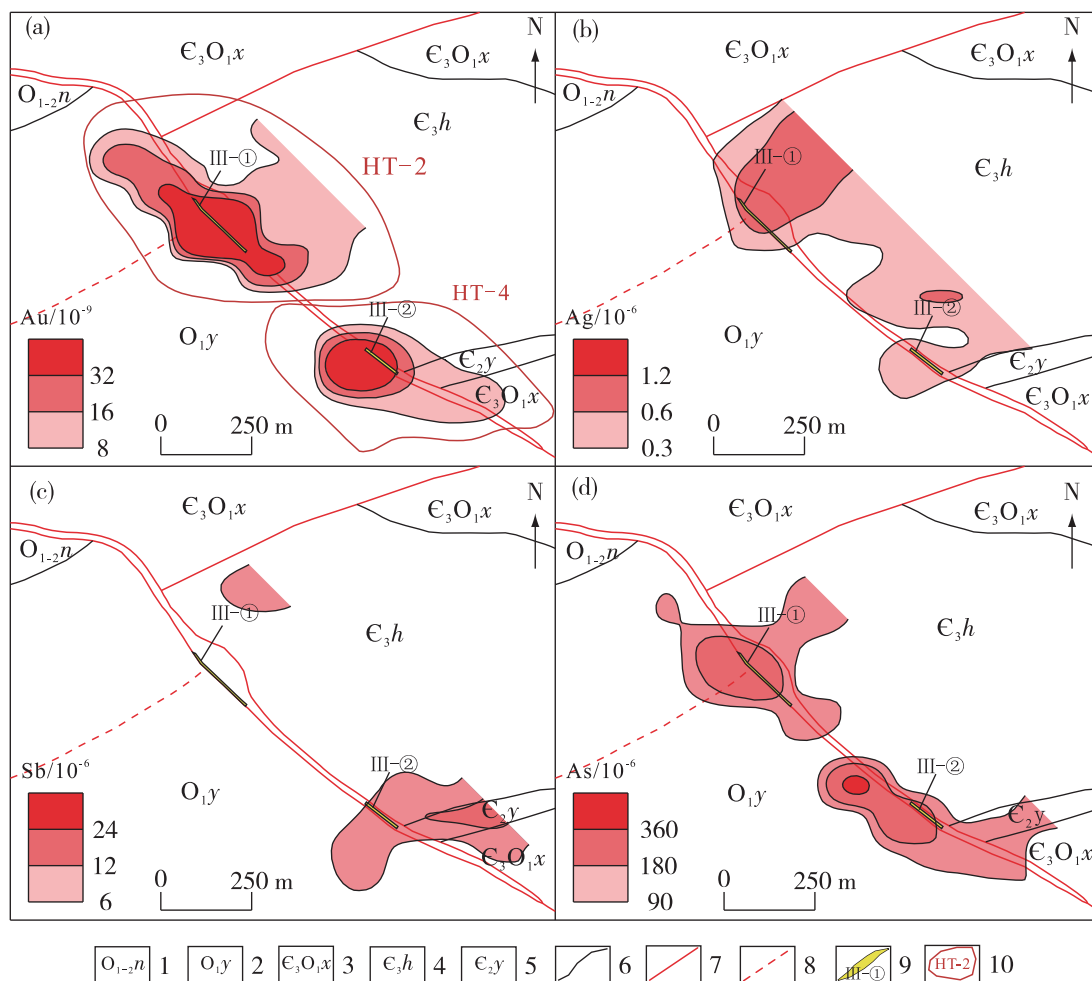 (a)
N
Є₃O₁x
Є₃O₁x
O₁₋₂n
Є₃h
III-①
HT-2
HT-4
Au/10⁻⁹
O₁y
III-②
Є₂y
Є₃O₁x
32
16
8
0 250 m
(b)
N
Є₃O₁x
Є₃O₁x
O₁₋₂n
III-①
Є₃h
Ag/10⁻⁶
O₁y
III-②
Є₂y
Є₃O₁x
1.2
0.6
0.3
0 250 m
(c)
N
Є₃O₁x
Є₃O₁x
O₁₋₂n
III-①
Є₃h
Sb/10⁻⁶
O₁y
III-②
Є₂y
Є₃O₁x
24
12
6
0 250 m
(d)
N
Є₃O₁x
Є₃O₁x
O₁₋₂n
III-①
Є₃h
As/10⁻⁶
O₁y
III-②
Є₂y
Є₃O₁x
360
180
90
0 250 m
O₁₋₂n 1 O₁y 2 Є₃O₁x 3 Є₃h 4 Є₂y 5 6 7 8 III-① 9 HT-2 10